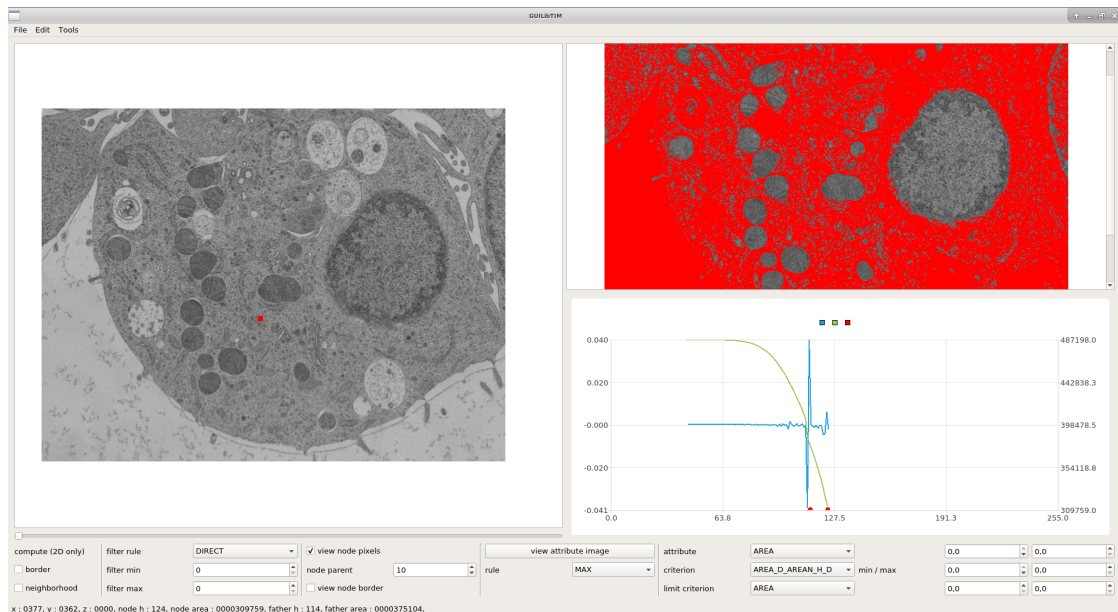 GUILibTIM
File Edit Tools
0.040 487198.0
0.020 442838.3
-0.000 398478.5
-0.020 354118.8
-0.041 309759.0
0.0 63.8 127.5 191.3 255.0
compute (2D only) filter rule DIRECT view node pixels view attribute image attribute AREA 0,0 0,0
border filter min 0 node parent 10 rule MAX criterion AREA_D_AREAN_H_D min / max 0,0 0,0
neighborhood filter max 0 view node border limit criterion AREA 0,0 0,0
x : 0377, y : 0362, z : 0000, node h : 124, node area : 0000309759, father h : 114, father area : 0000375104,